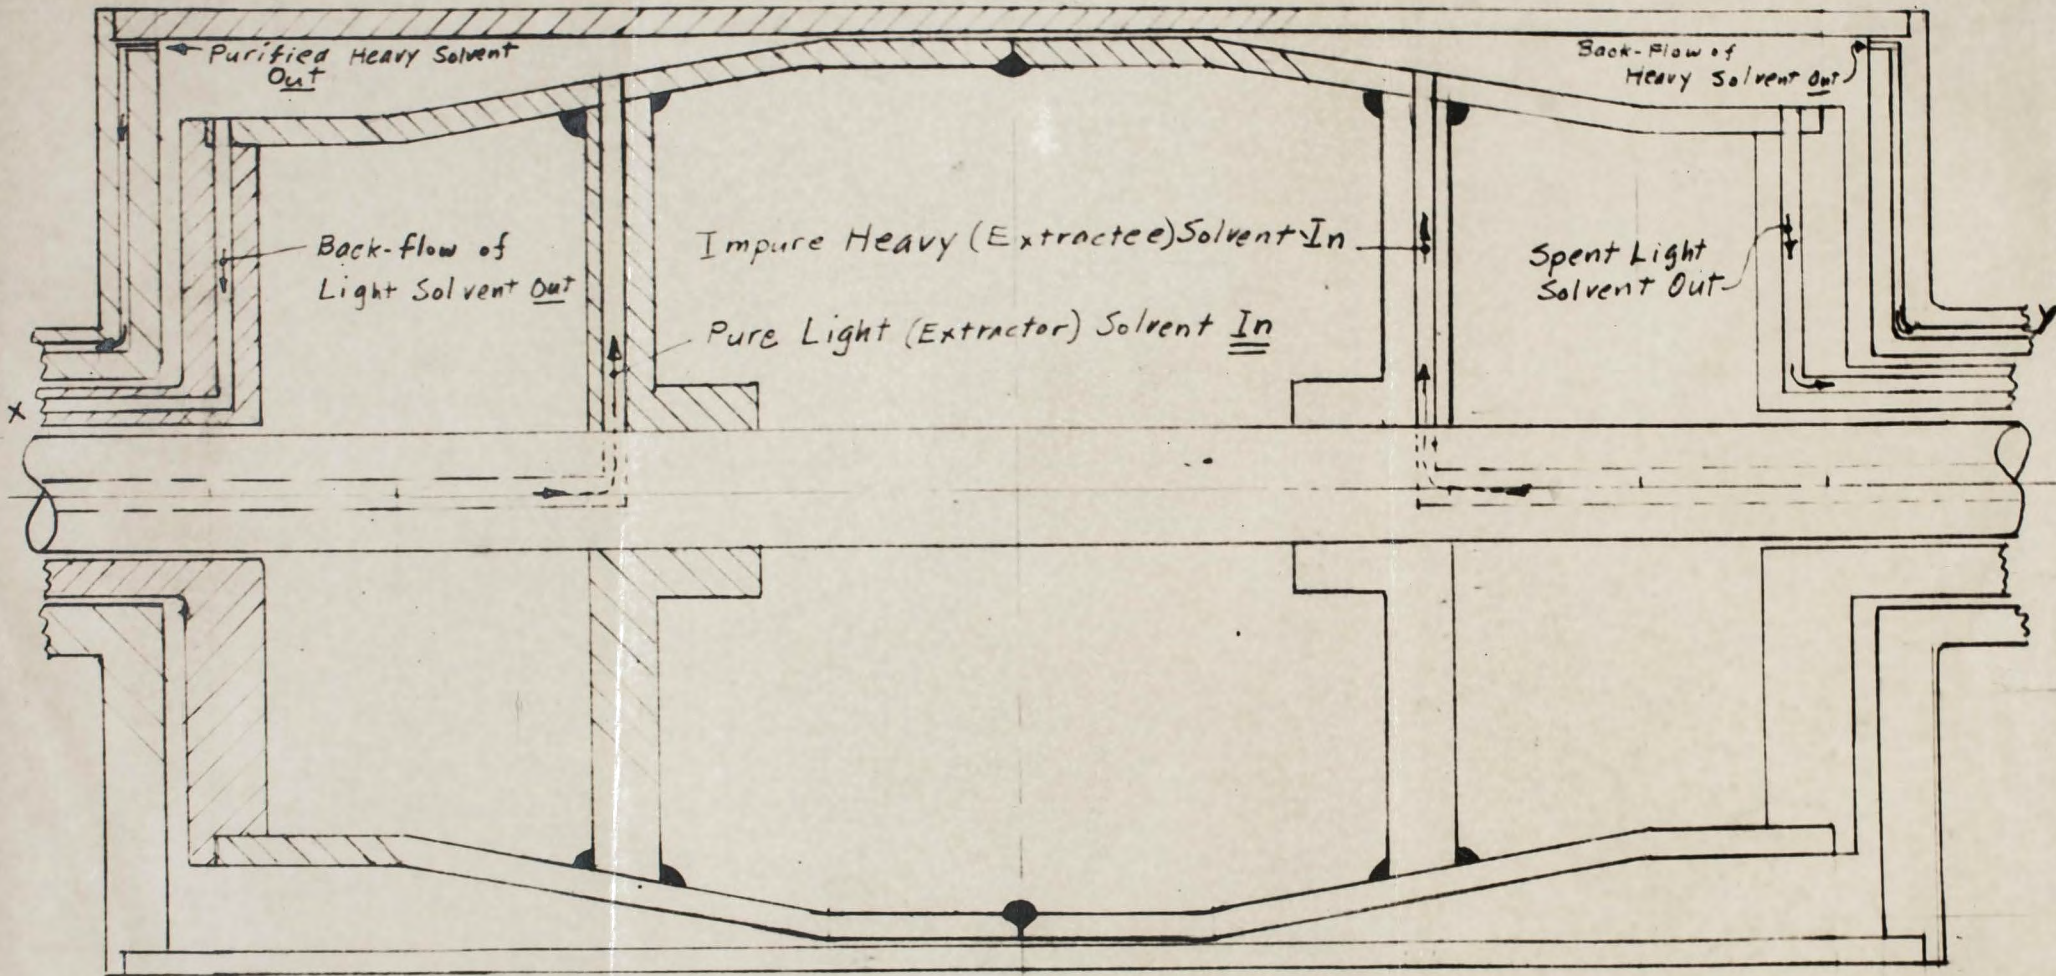 Purified Heavy Solvent
Out
Back-Flow of
Heavy Solvent Out
Back-flow of
Light Solvent Out
Impure Heavy (Extractee) Solvent In
Pure Light (Extractor) Solvent In
Spent Light
Solvent Out
X
Y